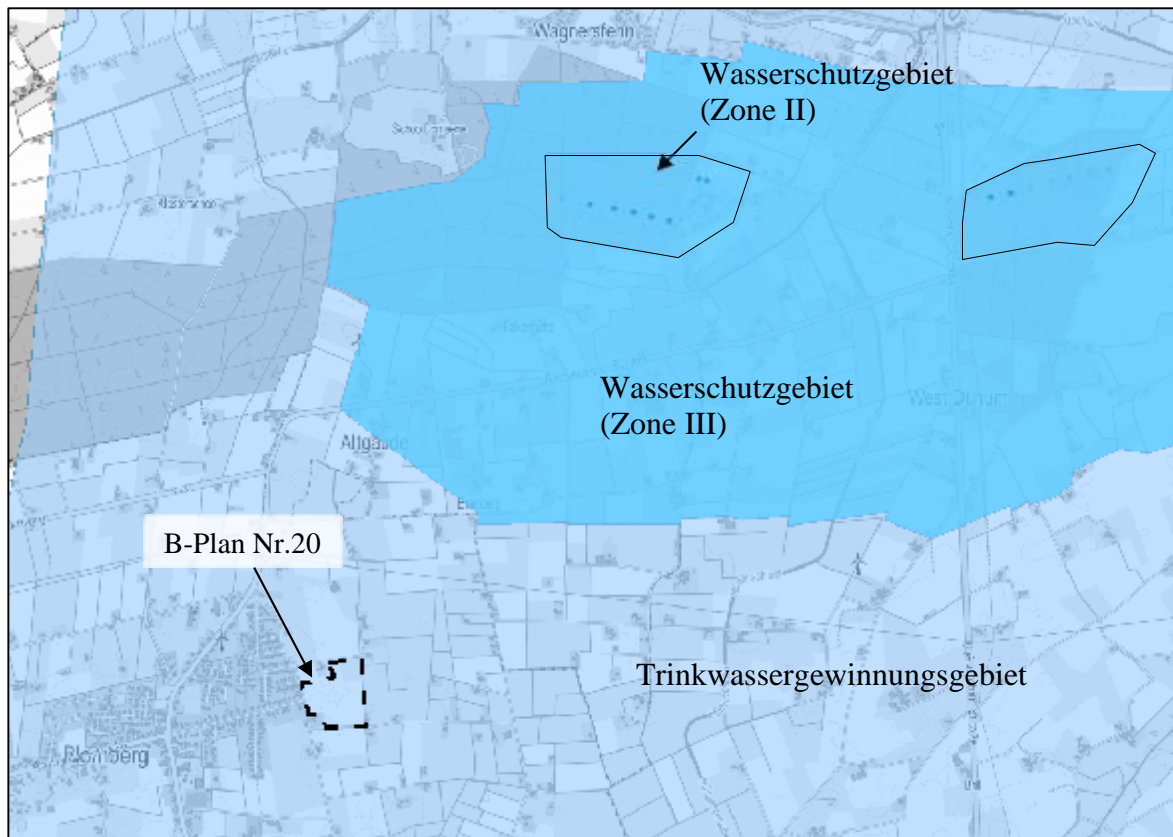 Wagnersfehn
Wasserschutzgebiet
(Zone II)
Wasserschutzgebiet
(Zone III)
West Dunum
Altgaude
B-Plan Nr.20
Trinkwassergewinnungsgebiet
Blomberg